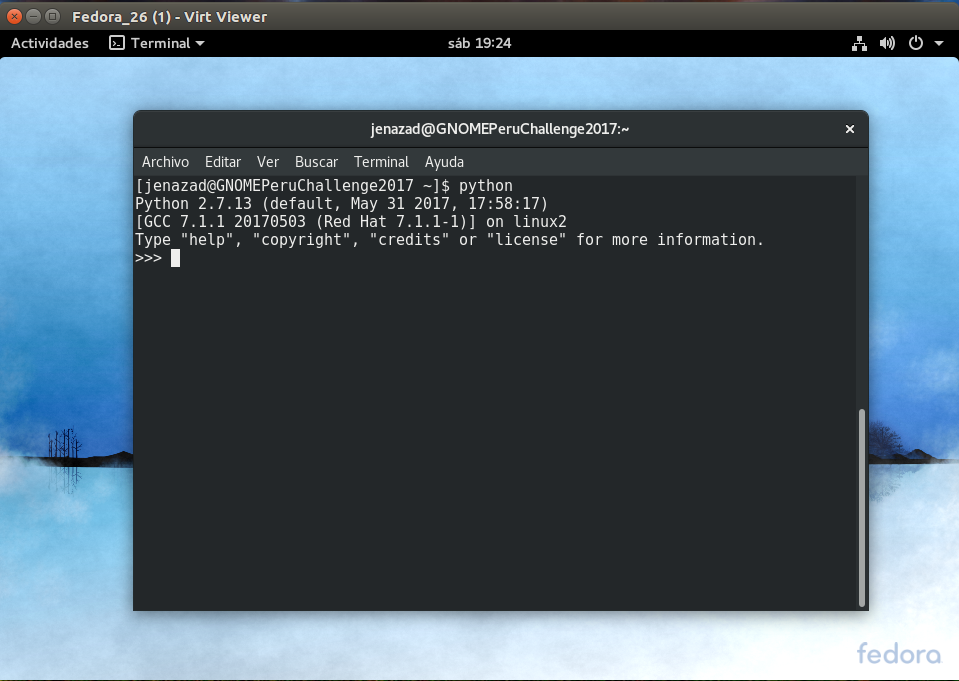 Fedora_26 (1) - Virt Viewer
Actividades Terminal sáb 19:24
jenazad@GNOMEPeruChallenge2017:~
Archivo Editar Ver Buscar Terminal Ayuda
[jenazad@GNOMEPeruChallenge2017 ~]$ python
Python 2.7.13 (default, May 31 2017, 17:58:17)
[GCC 7.1.1 20170503 (Red Hat 7.1.1-1)] on linux2
Type "help", "copyright", "credits" or "license" for more information.
>>>
fedora